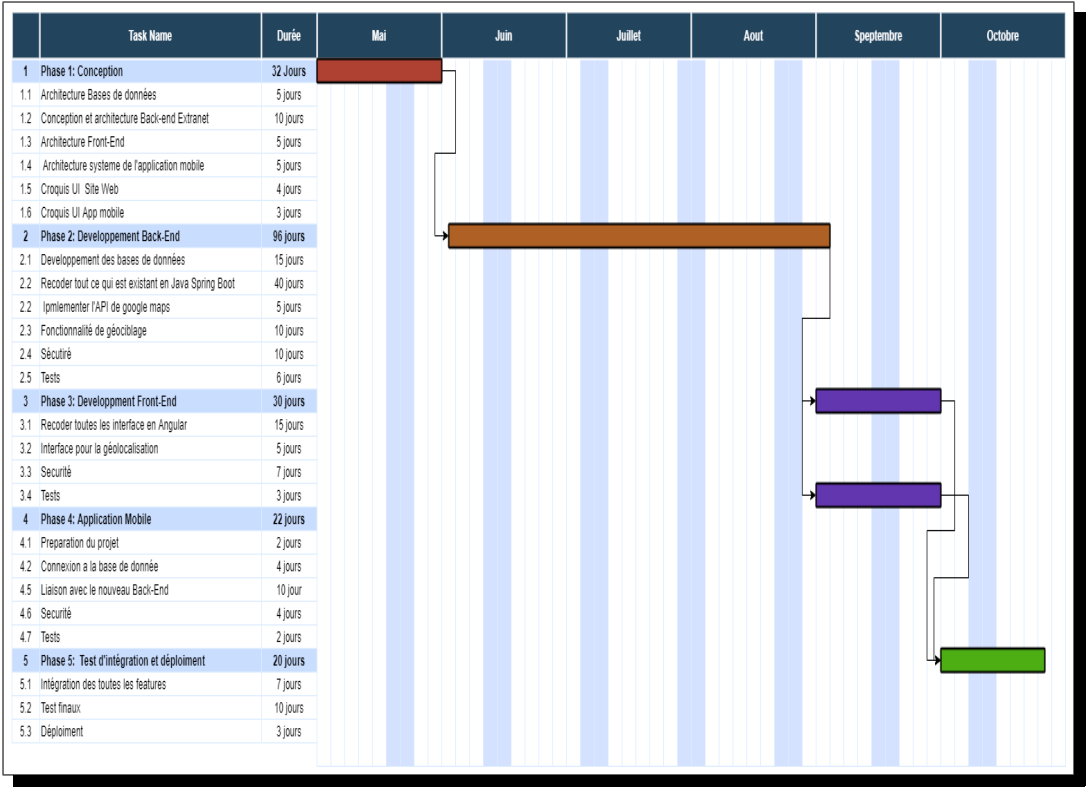 Task Name Durée Mai Juin Juillet Aout Speptembre Octobre
1 Phase 1: Conception 32 Jours
1.1 Architecture Bases de données 5 jours
1.2 Conception et architecture Back-end Extranet 10 jours
1.3 Architecture Front-End 5 jours
1.4 Architecture systeme de l'application mobile 5 jours
1.5 Croquis UI Site Web 4 jours
1.6 Croquis UI App mobile 3 jours
2 Phase 2: Developpement Back-End 96 jours
2.1 Developpement des bases de données 15 jours
2.2 Recoder tout ce qui est existant en Java Spring Boot 40 jours
2.2 Ipmlementer l'API de google maps 5 jours
2.3 Fonctionnalité de géociblage 10 jours
2.4 Sécutiré 10 jours
2.5 Tests 6 jours
3 Phase 3: Developpment Front-End 30 jours
3.1 Recoder toutes les interface en Angular 15 jours
3.2 Interface pour la géolocalisation 5 jours
3.3 Securité 7 jours
3.4 Tests 3 jours
4 Phase 4: Application Mobile 22 jours
4.1 Preparation du projet 2 jours
4.2 Connexion a la base de donnée 4 jours
4.5 Liaison avec le nouveau Back-End 10 jour
4.6 Securité 4 jours
4.7 Tests 2 jours
5 Phase 5: Test d'intégration et déploiment 20 jours
5.1 Intégration des toutes les features 7 jours
5.2 Test finaux 10 jours
5.3 Déploiment 3 jours